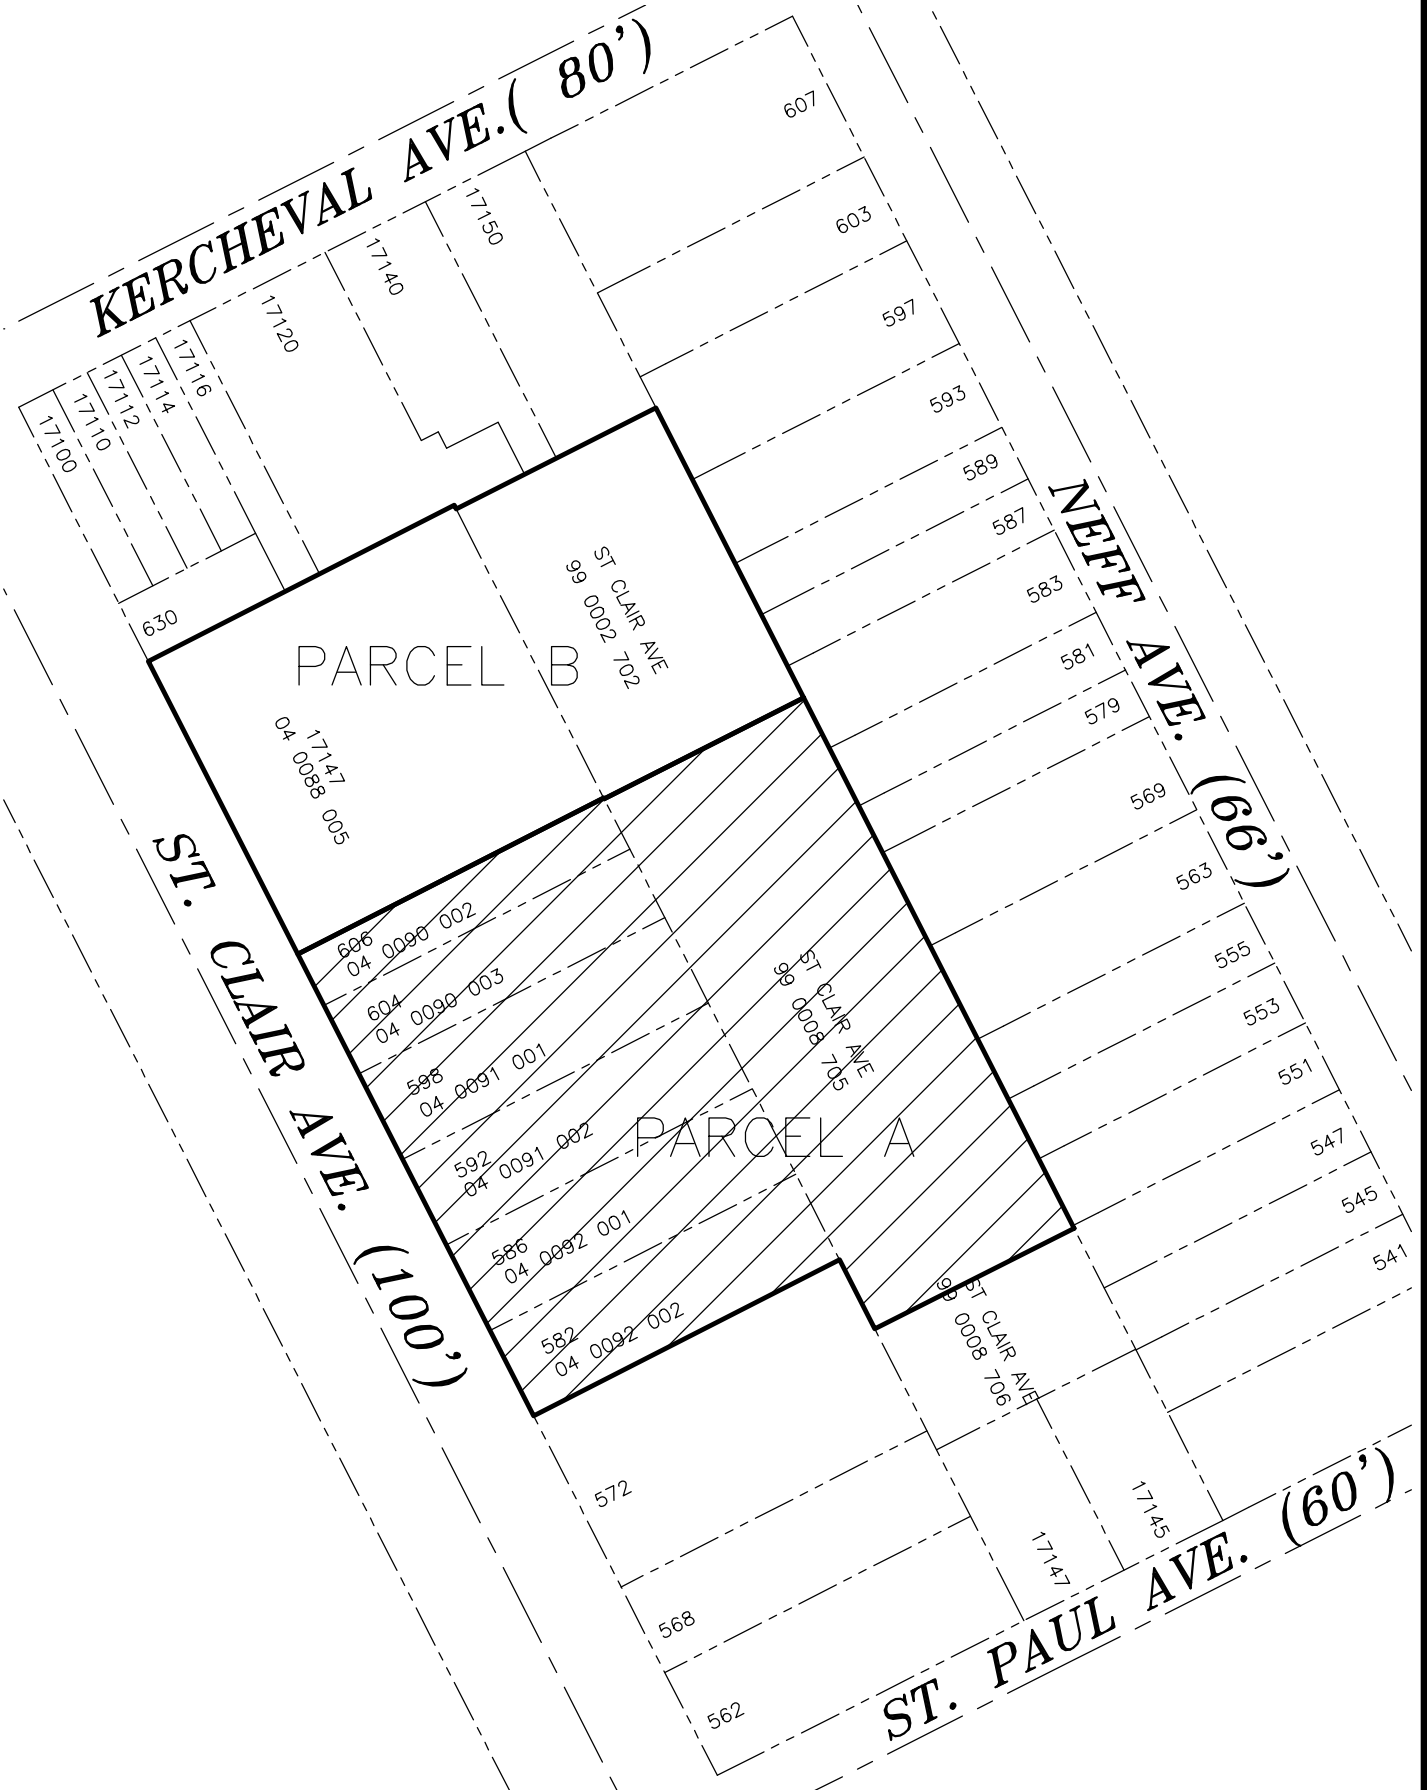 KERCHEVAL AVE.( 80')
17100
17110
17112
17114
17116
17120
17140
17150
607
603
597
593
589
587
583
581
579
569
563
555
553
551
547
545
541
NEFF AVE. (66')
630
PARCEL B
ST CLAIR AVE
99 0002 702
17147
04 0088 005
ST. CLAIR AVE. (100')
606
04 0090 002
604
04 0090 003
598
04 0091 001
592
04 0091 002
586
04 0092 001
582
04 0092 002
ST CLAIR AVE
99 0008 705
PARCEL A
ST CLAIR AVE
99 0008 706
572
568
562
17147
17145
ST. PAUL AVE. (60')